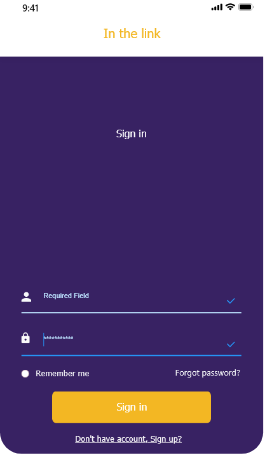 9:41
In the link
Sign in
Required Field
***********
Remember me
Forgot password?
Sign in
Don't have account, Sign up?